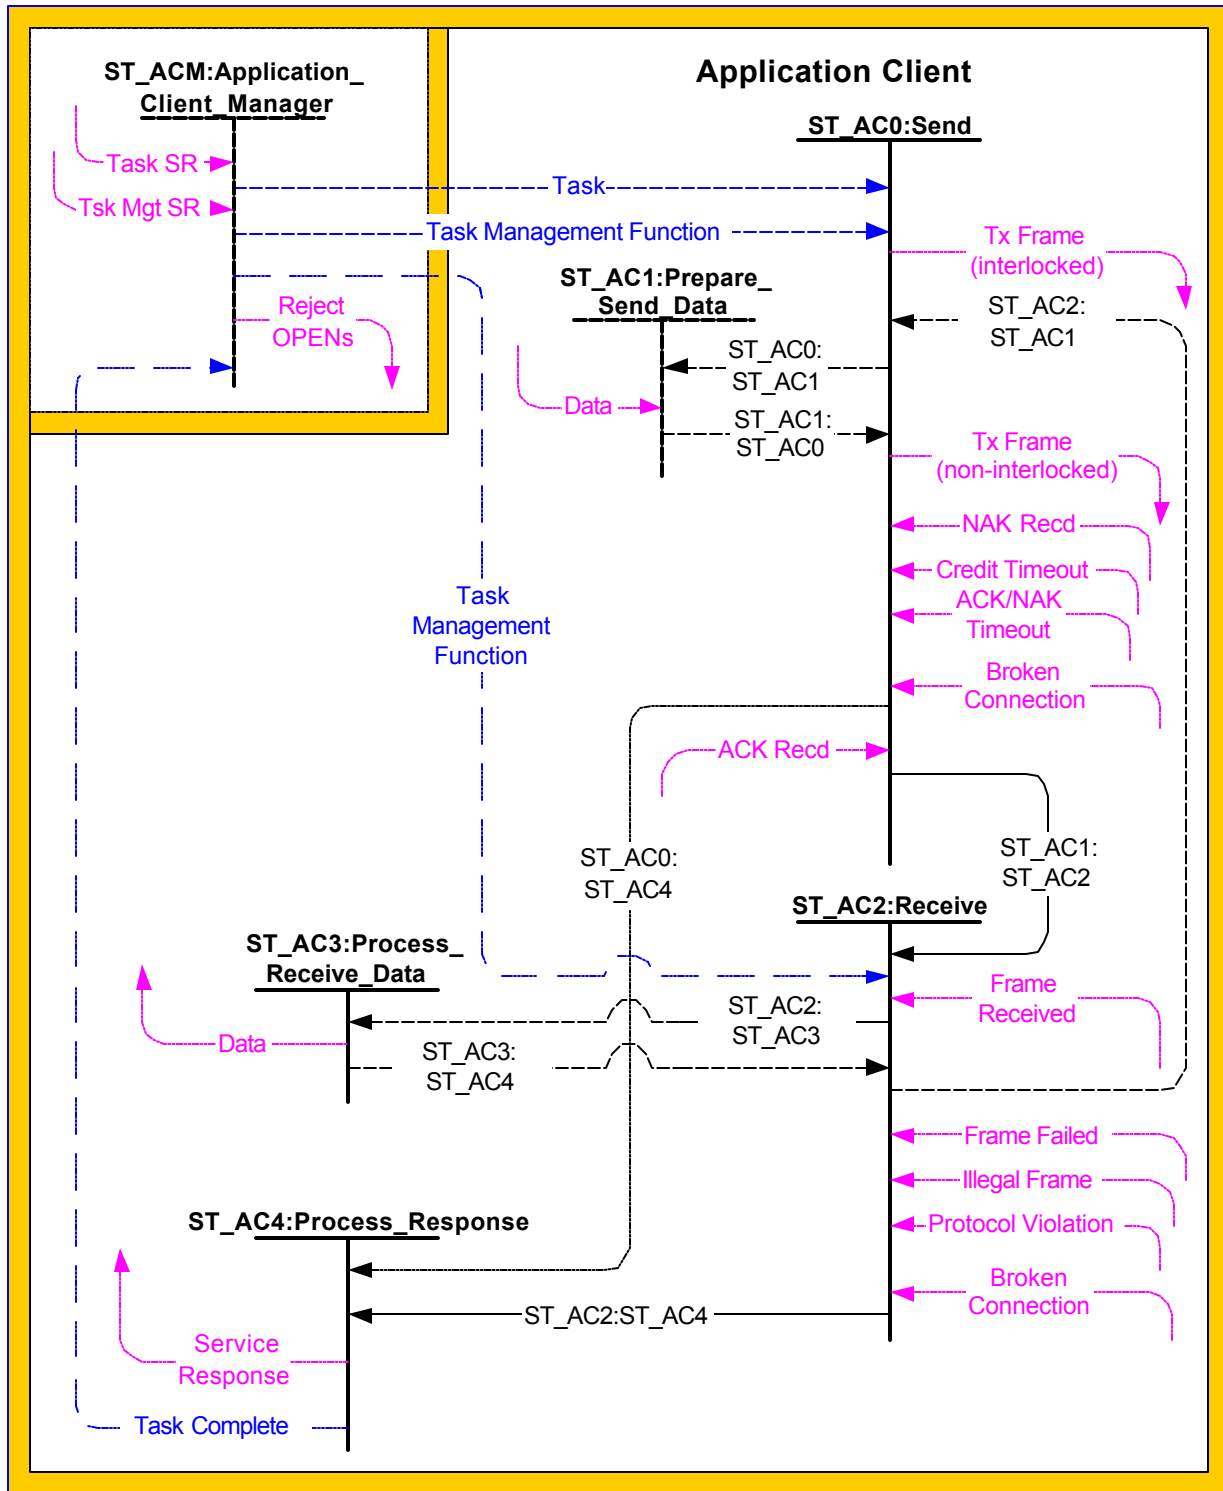 ST_ACM:Application_
Client_Manager
Application Client
ST_AC0:Send
Task SR
Task
Tsk Mgt SR
Task Management Function
Tx Frame
(interlocked)
ST_AC1:Prepare_
Send_Data
Reject
OPENs
ST_AC2:
ST_AC1
ST_AC0:
ST_AC1
Data
ST_AC1:
ST_AC0
Tx Frame
(non-interlocked)
NAK Recd
Credit Timeout
ACK/NAK
Timeout
Task
Management
Function
Broken
Connection
ACK Recd
ST_AC0:
ST_AC4
ST_AC1:
ST_AC2
ST_AC2:Receive
ST_AC3:Process_
Receive_Data
Frame
Received
ST_AC2:
ST_AC3
Data
ST_AC3:
ST_AC4
Frame Failed
Illegal Frame
ST_AC4:Process_Response
Protocol Violation
Broken
Connection
ST_AC2:ST_AC4
Service
Response
Task Complete